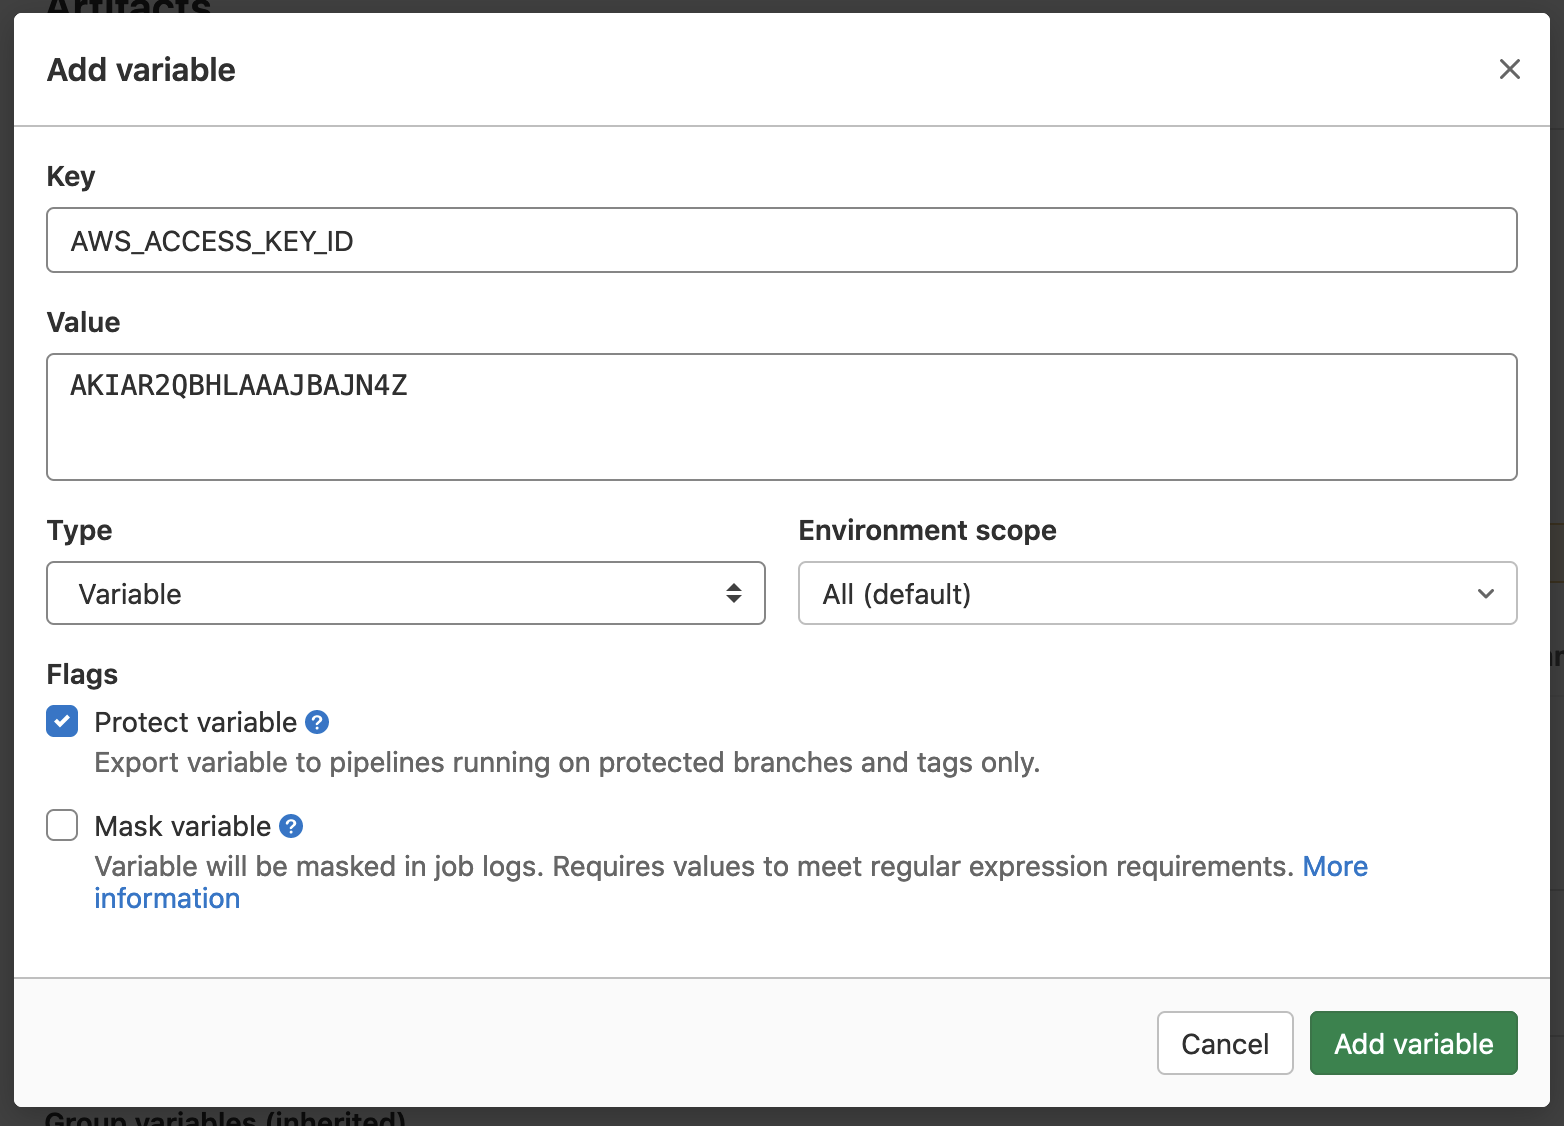 Artifacts
Add variable
Key
AWS_ACCESS_KEY_ID
Value
AKIAR2QBHLAAAJBAJN4Z
Type
Environment scope
Variable
All (default)
Flags
Protect variable ?
Export variable to pipelines running on protected branches and tags only.
Mask variable ?
Variable will be masked in job logs. Requires values to meet regular expression requirements. More
information
Cancel
Add variable
Group variables (inherited)